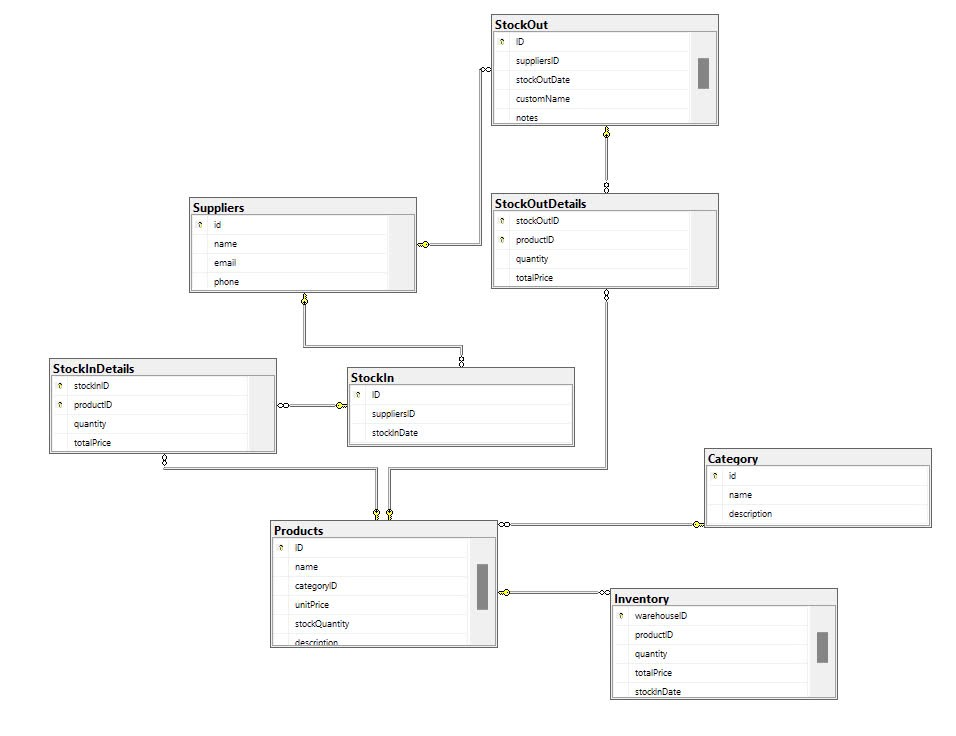 StockOut
ID
suppliersID
stockOutDate
customName
notes
Suppliers
id
name
email
phone
StockOutDetails
stockOutID
productID
quantity
totalPrice
StockInDetails
stockInID
productID
quantity
totalPrice
StockIn
ID
suppliersID
stockInDate
Category
id
name
description
Products
ID
name
categoryID
unitPrice
stockQuantity
description
Inventory
warehouseID
productID
quantity
totalPrice
stockInDate